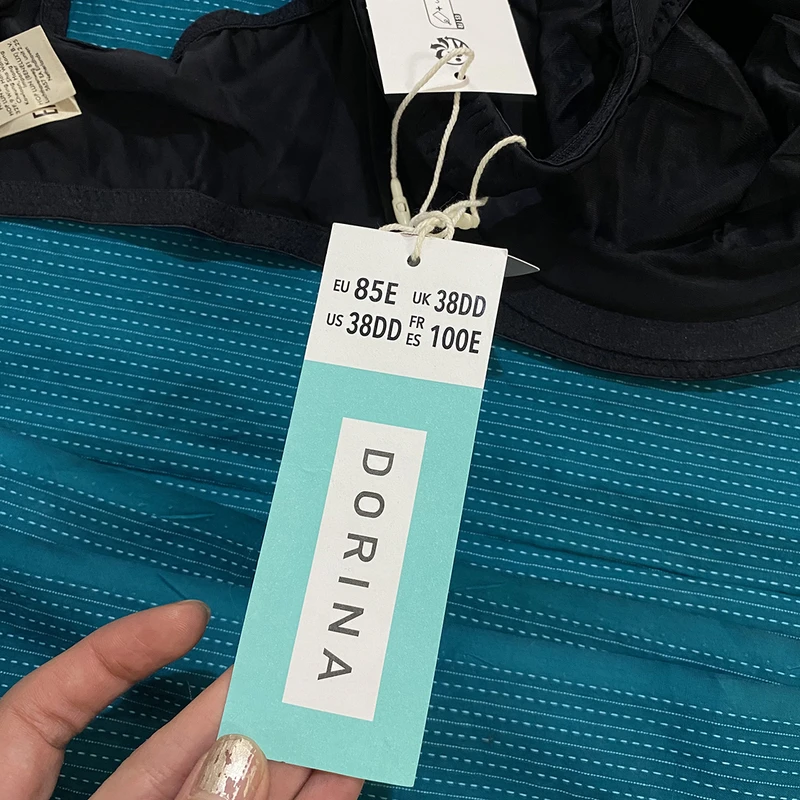 EU 85E UK 38DD
US 38DD FR ES 100E
DORINA